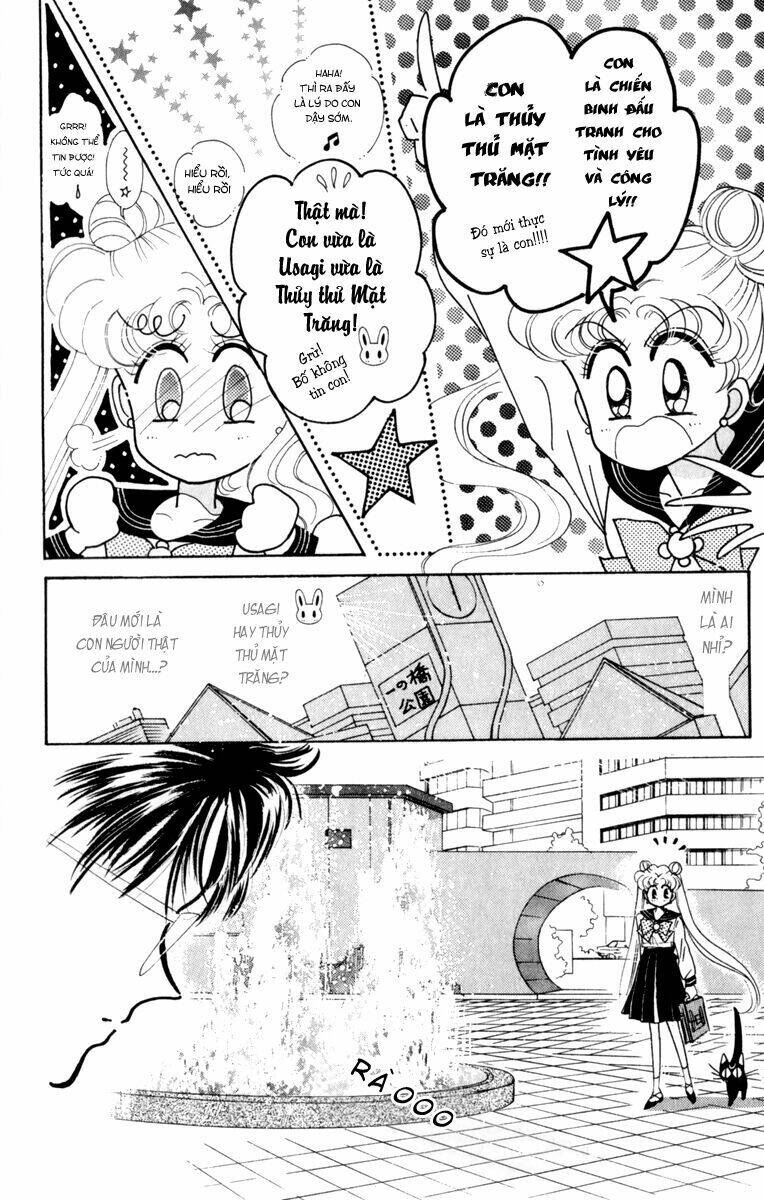 CON
LÀ CHIẾN
BINH ĐẤU
TRANH CHO
TÌNH YÊU
VÀ CÔNG
LÝ!!
CON
LÀ THỦY
THỦ MẶT
TRĂNG!!
Đó mới thực
sự là con!!!!
HAHA!
THÌ RA ĐẤY
LÀ LÝ DO CON
DẬY SỚM.
HIỂU RỒI,
HIỂU RỒI!
Thật mà!
Con vừa là
Usagi vừa là
Thủy thủ Mặt
Trăng!
Grừ!
Bố không
tin con!
GRRR!
KHÔNG THỂ
TIN ĐƯỢC!
TỨC QUÁ!
MÌNH
LÀ AI
NHỈ?
USAGI
HAY THỦY
THỦ MẶT
TRĂNG?
ĐÂU MỚI LÀ
CON NGƯỜI THẬT
CỦA MÌNH...?
一の橋
公園
RÀOOO